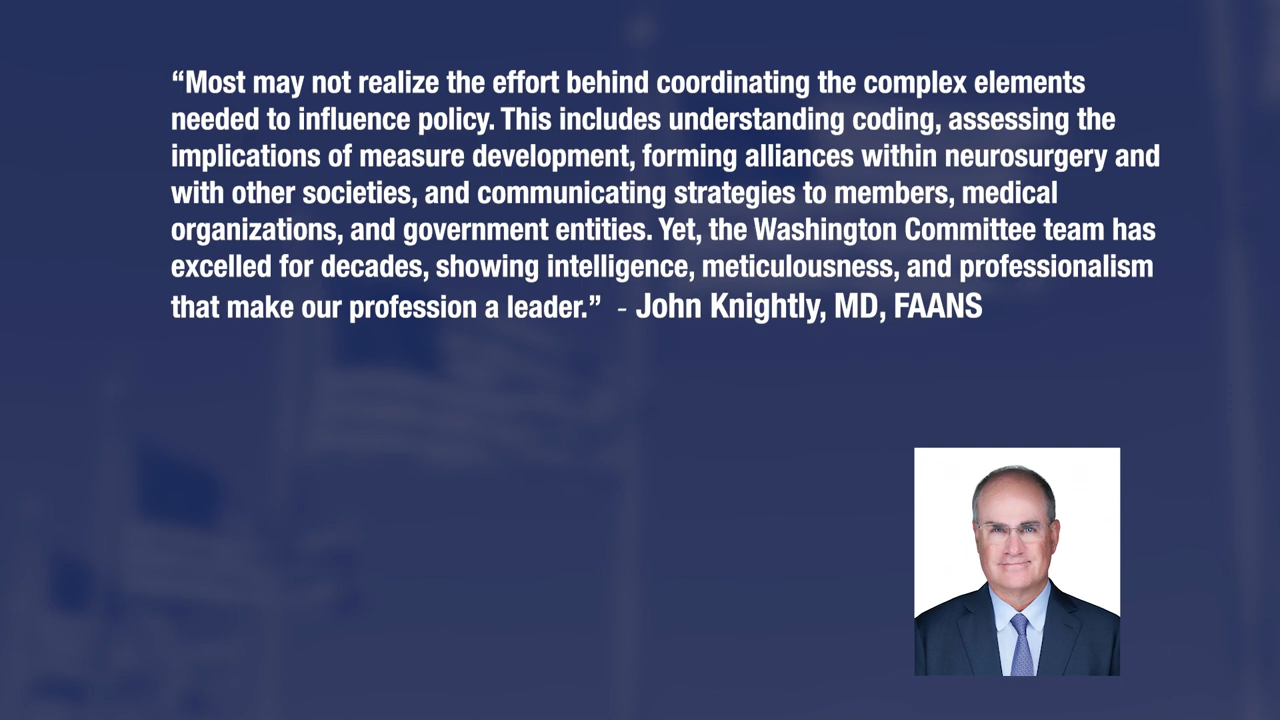 “Most may not realize the effort behind coordinating the complex elements
needed to influence policy. This includes understanding coding, assessing the
implications of measure development, forming alliances within neurosurgery and
with other societies, and communicating strategies to members, medical
organizations, and government entities. Yet, the Washington Committee team has
excelled for decades, showing intelligence, meticulousness, and professionalism
that make our profession a leader.” - John Knightly, MD, FAANS